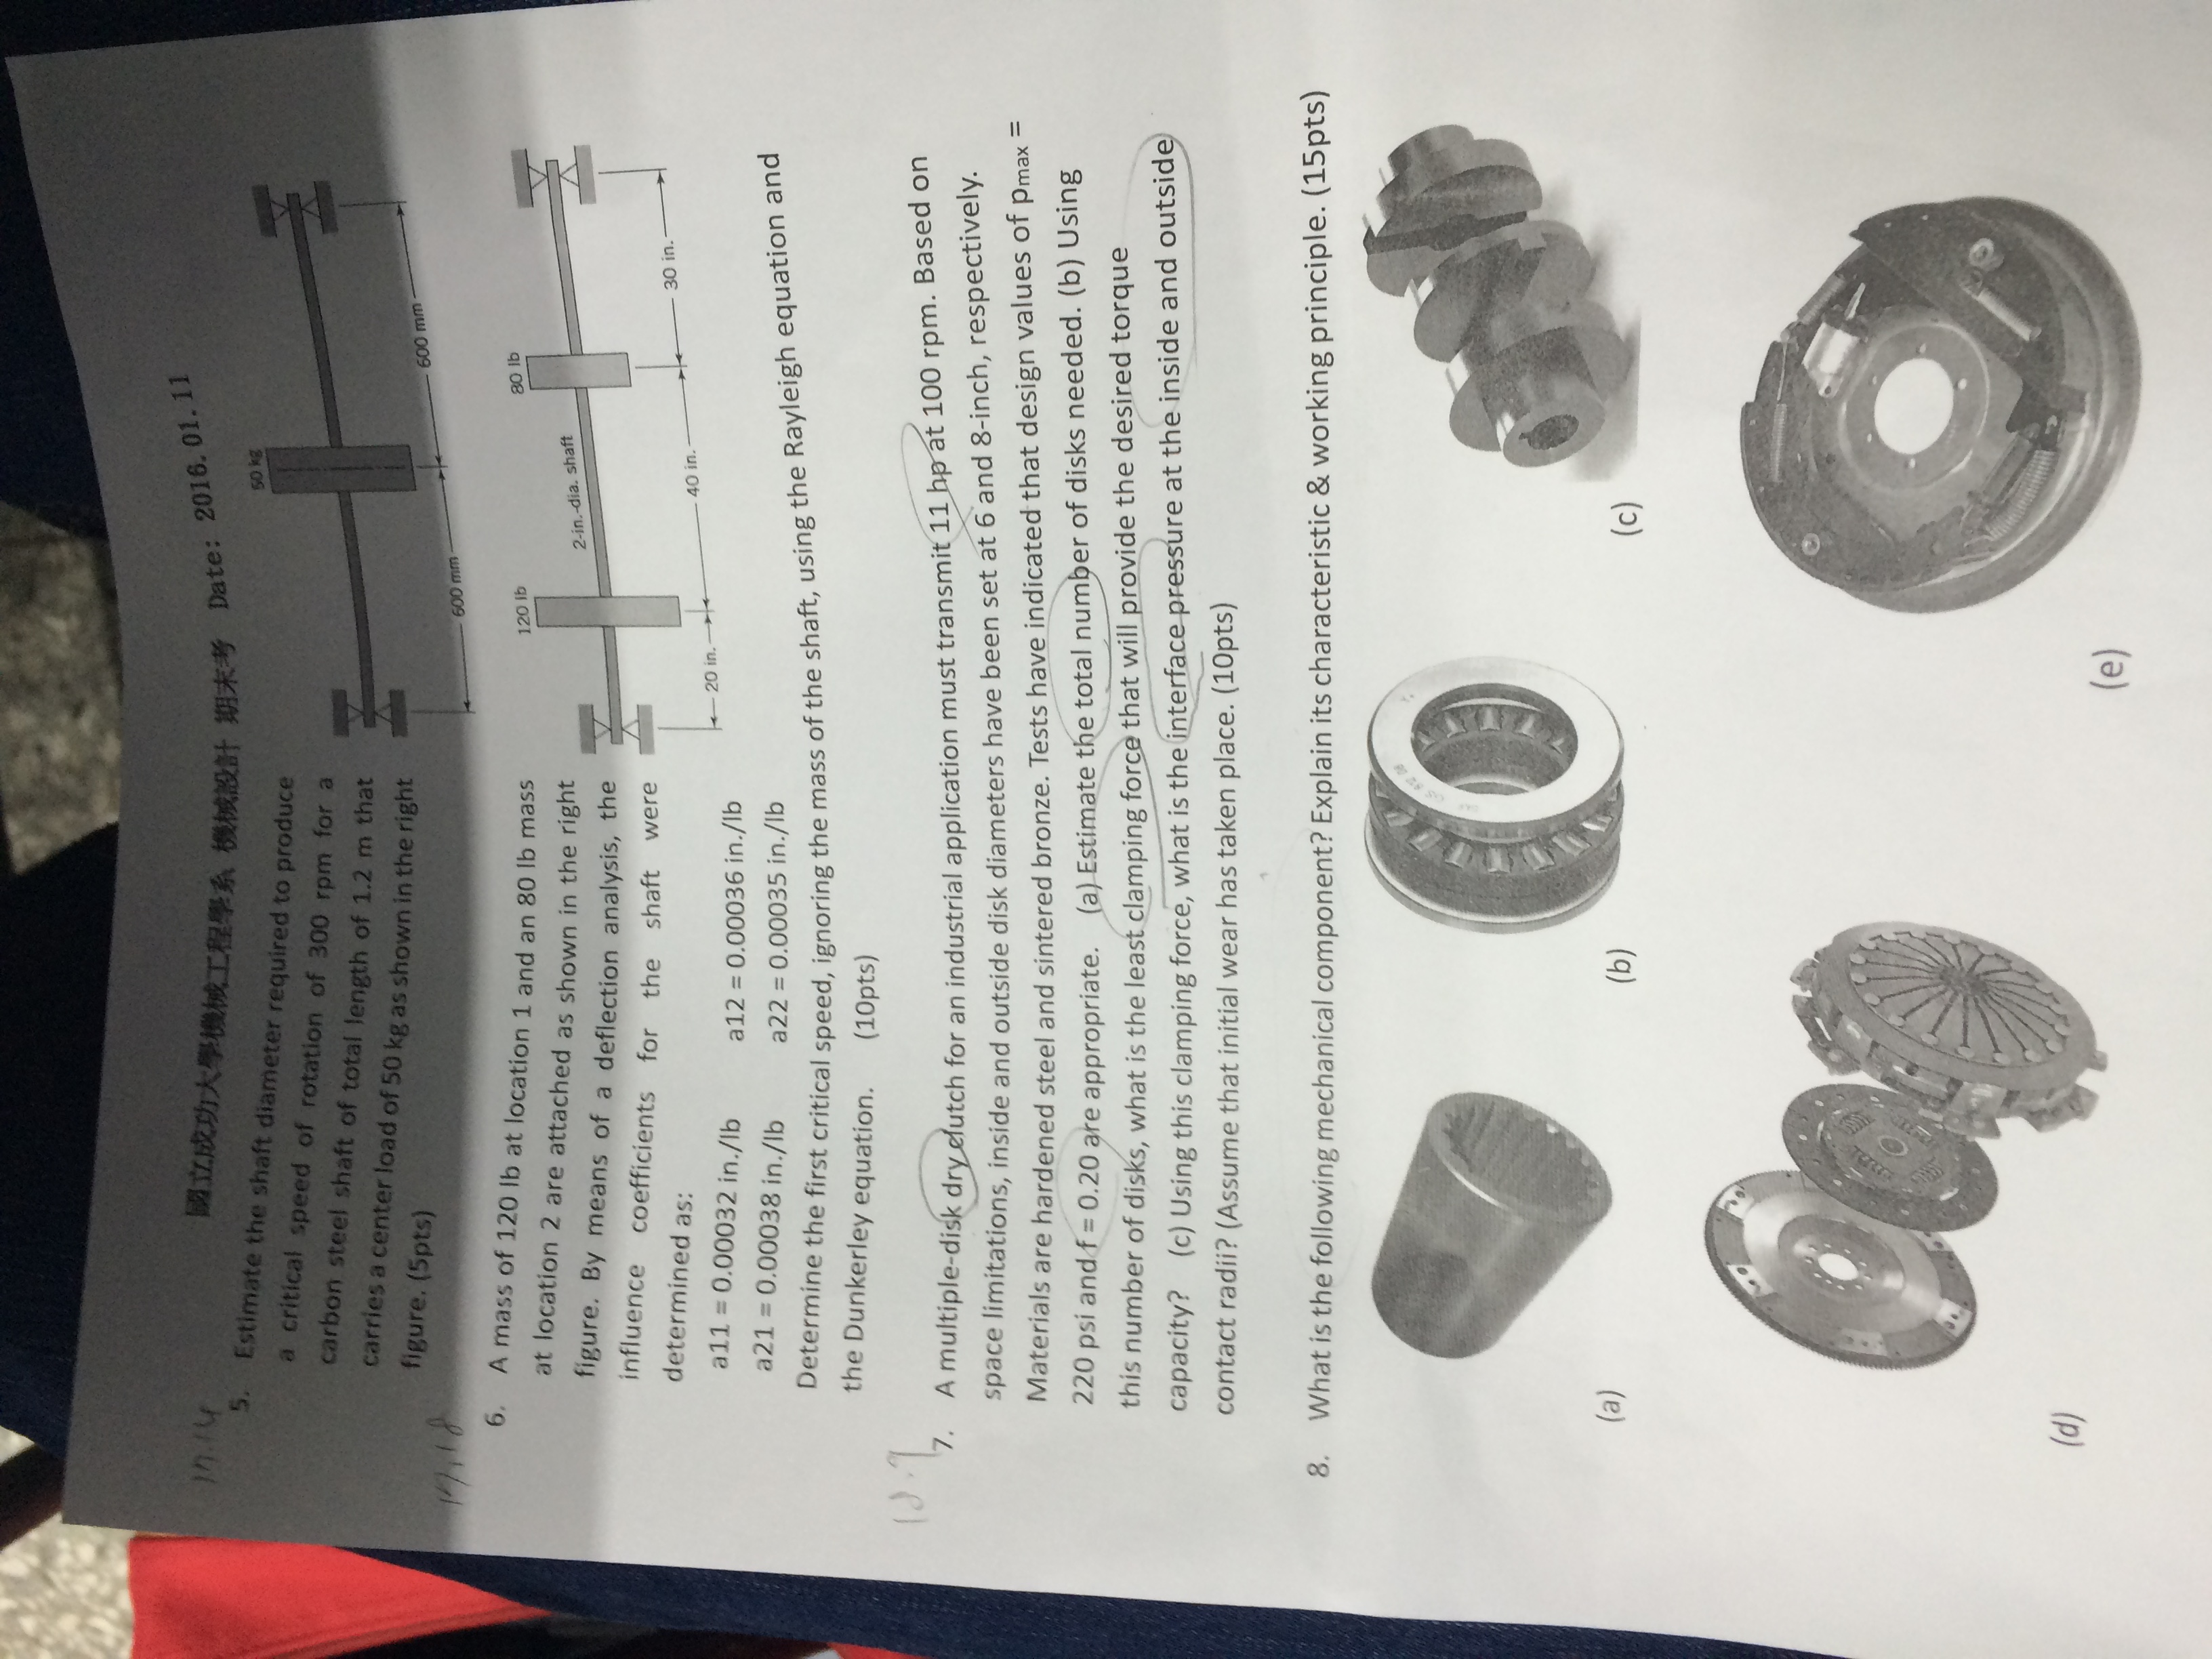 17.14
國立成功大學機械工程學系 機械設計 期末考 Date: 2016.01.11
5. Estimate the shaft diameter required to produce
a critical speed of rotation of 300 rpm for a
carbon steel shaft of total length of 1.2 m that
carries a center load of 50 kg as shown in the right
figure. (5pts)
50 kg
600 mm
600 mm
17.18
6. A mass of 120 lb at location 1 and an 80 lb mass
at location 2 are attached as shown in the right
figure. By means of a deflection analysis, the
influence coefficients for the shaft were
determined as:
120 lb
80 lb
2-in.-dia. shaft
20 in.
40 in.
30 in.
a11 = 0.00032 in./lb a12 = 0.00036 in./lb
a21 = 0.00038 in./lb a22 = 0.00035 in./lb
Determine the first critical speed, ignoring the mass of the shaft, using the Rayleigh equation and
the Dunkerley equation. (10pts)
18.9
7. A multiple-disk dry clutch for an industrial application must transmit 11 hp at 100 rpm. Based on
space limitations, inside and outside disk diameters have been set at 6 and 8-inch, respectively.
Materials are hardened steel and sintered bronze. Tests have indicated that design values of pmax =
220 psi and f = 0.20 are appropriate. (a) Estimate the total number of disks needed. (b) Using
this number of disks, what is the least clamping force that will provide the desired torque
capacity? (c) Using this clamping force, what is the interface pressure at the inside and outside
contact radii? (Assume that initial wear has taken place. (10pts)
8. What is the following mechanical component? Explain its characteristic & working principle. (15pts)
(a)
(b)
(c)
(d)
(e)